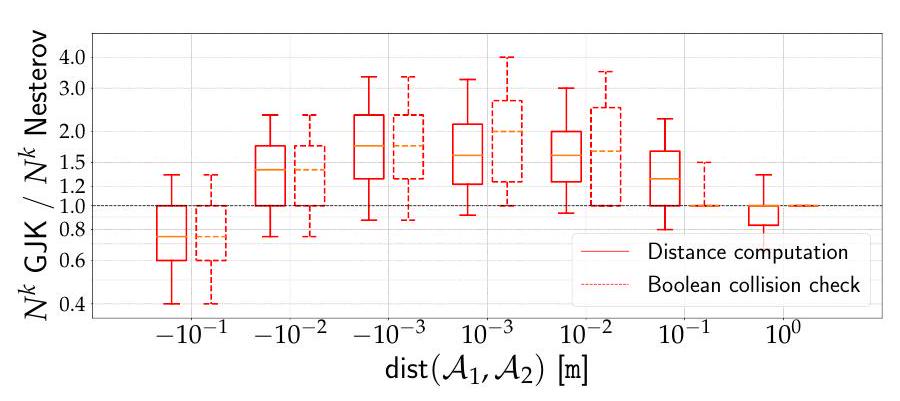 N^k GJK / N^k Nesterov
4.0
3.0
2.0
1.5
1.2
1.0
0.8
0.6
0.4
Distance computation
Boolean collision check
−10^−1 −10^−2 −10^−3 10^−3 10^−2 10^−1 10^0
dist(𝒜_1, 𝒜_2) [m]